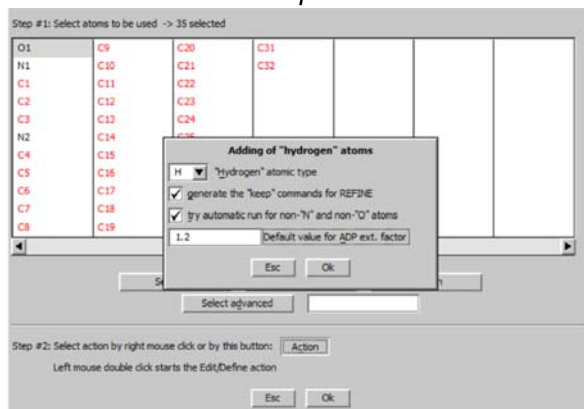 Step #1: Select atoms to be used -> 35 selected
O1 C9 C20 C31
N1 C10 C21 C32
C1 C11 C22
C2 C12 C23
C3 C13 C24
N2 C14
C4 C15
C5 C16
C6 C17
C7 C18
C8 C19
Adding of "hydrogen" atoms
H "Hydrogen" atomic type
generate the "keep" commands for REFINE
try automatic run for non-"N" and non-"O" atoms
1.2 Default value for ADP ext. factor
Esc Ok
Select advanced
Step #2: Select action by right mouse click or by this button: Action
Left mouse double click starts the Edit/Define action
Esc Ok